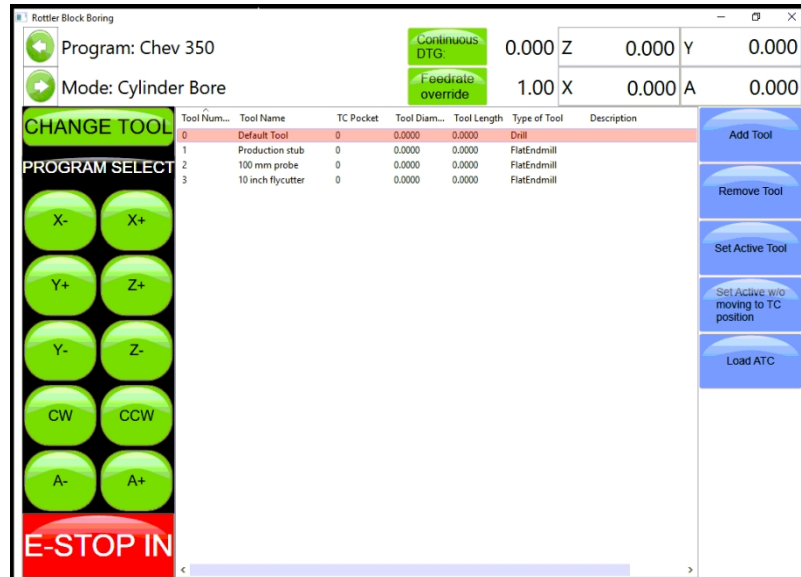 Rottler Block Boring
Program: Chev 350
Continuous
DTG:
0.000 Z 0.000 Y 0.000
Mode: Cylinder Bore
Feedrate
override
1.00 X 0.000 A 0.000
CHANGE TOOL
PROGRAM SELECT
X- X+
Y+ Z+
Y- Z-
CW CCW
A- A+
E-STOP IN
Tool Num... Tool Name TC Pocket Tool Diam... Tool Length Type of Tool Description
0 Default Tool 0 0.0000 0.0000 Drill
1 Production stub 0 0.0000 0.0000 FlatEndmill
2 100 mm probe 0 0.0000 0.0000 FlatEndmill
3 10 inch flycutter 0 0.0000 0.0000 FlatEndmill
Add Tool
Remove Tool
Set Active Tool
Set Active w/o
moving to TC
position
Load ATC